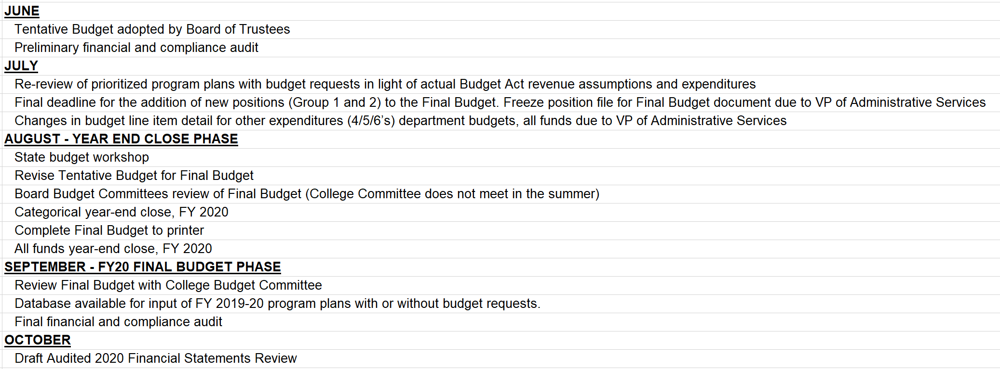 JUNE
Tentative Budget adopted by Board of Trustees
Preliminary financial and compliance audit
JULY
Re-review of prioritized program plans with budget requests in light of actual Budget Act revenue assumptions and expenditures
Final deadline for the addition of new positions (Group 1 and 2) to the Final Budget. Freeze position file for Final Budget document due to VP of Administrative Services
Changes in budget line item detail for other expenditures (4/5/6’s) department budgets, all funds due to VP of Administrative Services
AUGUST - YEAR END CLOSE PHASE
State budget workshop
Revise Tentative Budget for Final Budget
Board Budget Committees review of Final Budget (College Committee does not meet in the summer)
Categorical year-end close, FY 2020
Complete Final Budget to printer
All funds year-end close, FY 2020
SEPTEMBER - FY20 FINAL BUDGET PHASE
Review Final Budget with College Budget Committee
Database available for input of FY 2019-20 program plans with or without budget requests.
Final financial and compliance audit
OCTOBER
Draft Audited 2020 Financial Statements Review